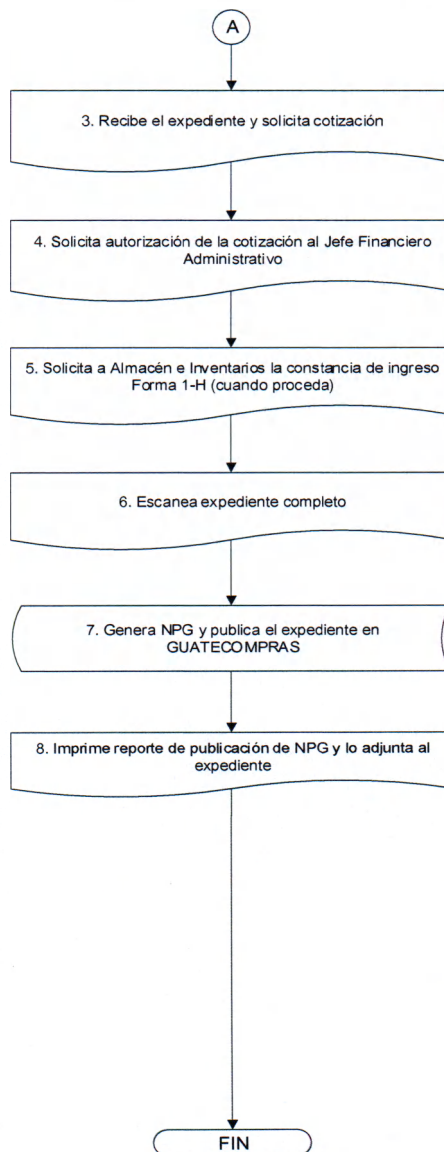 A
3. Recibe el expediente y solicita cotización
4. Solicita autorización de la cotización al Jefe Financiero
Administrativo
5. Solicita a Almacén e Inventarios la constancia de ingreso
Forma 1-H (cuando proceda)
6. Escanea expediente completo
7. Genera NPG y publica el expediente en
GUATECOMPRAS
8. Imprime reporte de publicación de NPG y lo adjunta al
expediente
FIN